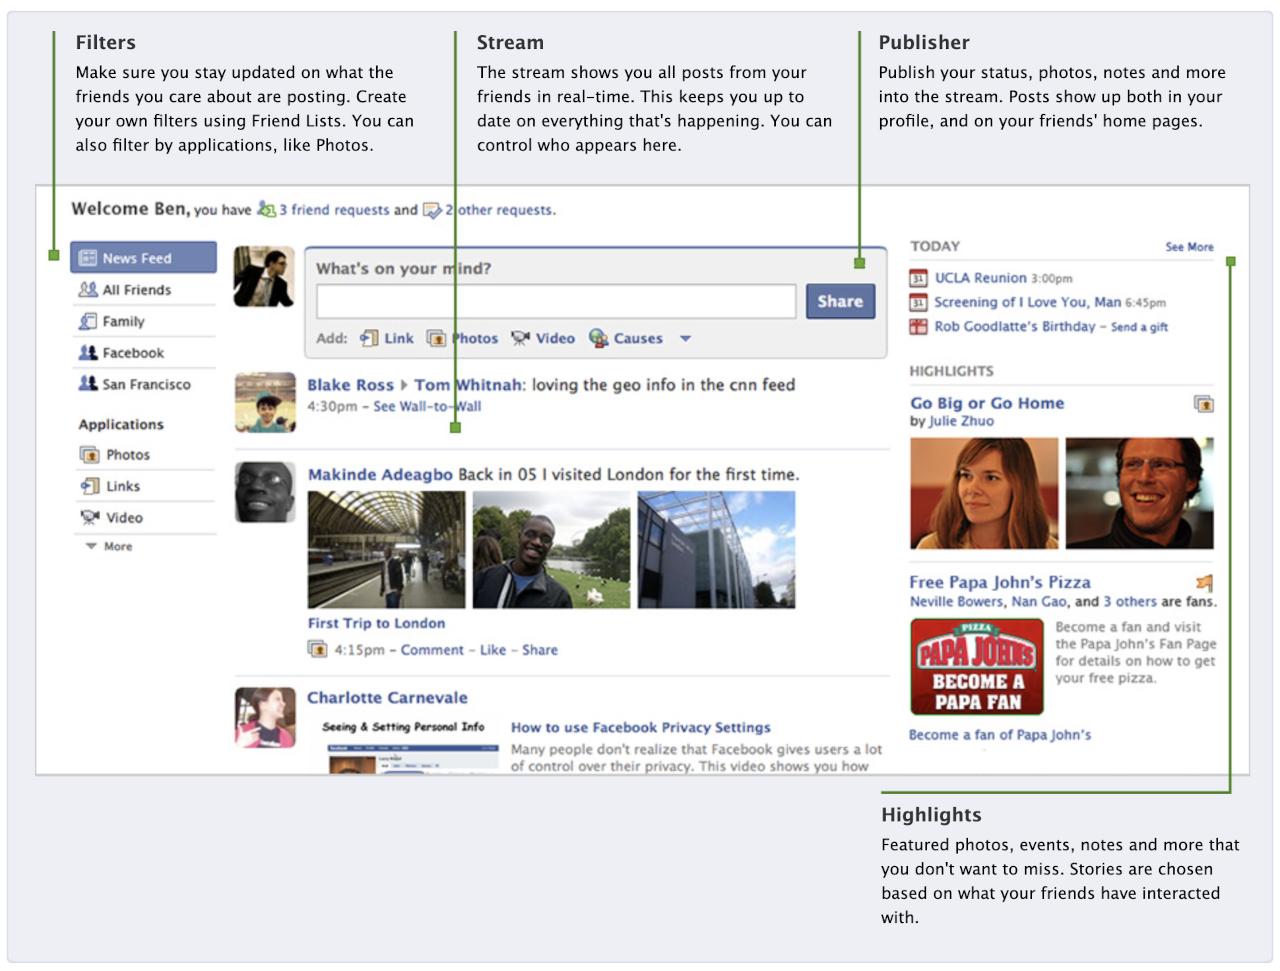 Filters
Make sure you stay updated on what the
friends you care about are posting. Create
your own filters using Friend Lists. You can
also filter by applications, like Photos.
Stream
The stream shows you all posts from your
friends in real-time. This keeps you up to
date on everything that's happening. You can
control who appears here.
Publisher
Publish your status, photos, notes and more
into the stream. Posts show up both in your
profile, and on your friends' home pages.
Welcome Ben, you have 3 friend requests and 2 other requests.
News Feed
All Friends
Family
Facebook
San Francisco
Applications
Photos
Links
Video
More
What's on your mind?
Share
Add: Link Photos Video Causes
Blake Ross Tom Whitnah: loving the geo info in the cnn feed
4:30pm – See Wall-to-Wall
Makinde Adeagbo Back in 05 I visited London for the first time.
First Trip to London
4:15pm – Comment – Like – Share
Charlotte Carnevale
Seeing & Setting Personal Info
facebook
How to use Facebook Privacy Settings
Many people don't realize that Facebook gives users a lot
of control over their privacy. This video shows you how
TODAY See More
31 UCLA Reunion 3:00pm
31 Screening of I Love You, Man 6:45pm
Rob Goodlatte's Birthday – Send a gift
HIGHLIGHTS
Go Big or Go Home
by Julie Zhuo
Free Papa John's Pizza
Neville Bowers, Nan Gao, and 3 others are fans.
PIZZA
PAPA JOHNS
BECOME A
PAPA FAN
Become a fan and visit
the Papa John's Fan Page
for details on how to get
your free pizza.
Become a fan of Papa John's
Highlights
Featured photos, events, notes and more that
you don't want to miss. Stories are chosen
based on what your friends have interacted
with.